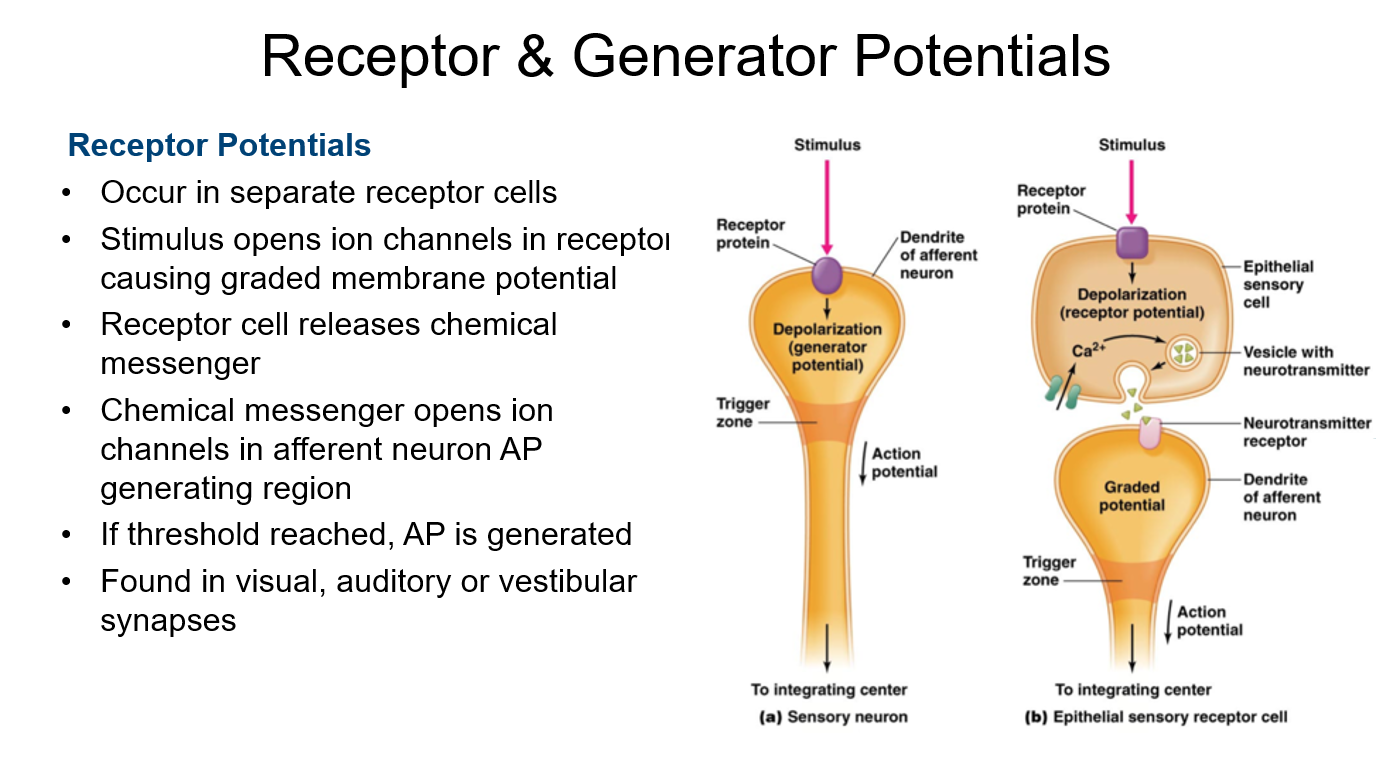 Receptor & Generator Potentials
Receptor Potentials
• Occur in separate receptor cells
• Stimulus opens ion channels in receptor
causing graded membrane potential
• Receptor cell releases chemical
messenger
• Chemical messenger opens ion
channels in afferent neuron AP
generating region
• If threshold reached, AP is generated
• Found in visual, auditory or vestibular
synapses
Stimulus
Receptor
protein
Dendrite
of afferent
neuron
Depolarization
(generator
potential)
Trigger
zone
Action
potential
To integrating center
(a) Sensory neuron
Stimulus
Receptor
protein
Epithelial
sensory
cell
Depolarization
(receptor potential)
Ca²⁺
Vesicle with
neurotransmitter
Neurotransmitter
receptor
Graded
potential
Dendrite
of afferent
neuron
Trigger
zone
Action
potential
To integrating center
(b) Epithelial sensory receptor cell